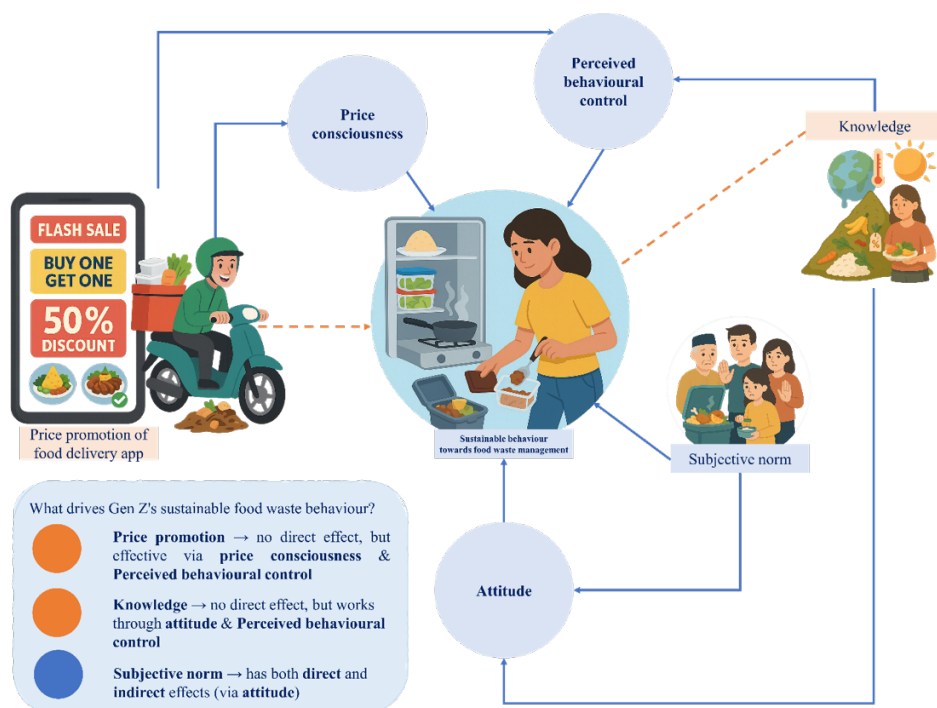 Perceived
behavioural
control
Price
consciousness
Knowledge
FLASH SALE
BUY ONE
GET ONE
50%
DISCOUNT
%
Price promotion of
food delivery app
Sustainable behaviour
towards food waste management
Subjective norm
Attitude
What drives Gen Z's sustainable food waste behaviour?
Price promotion → no direct effect, but
effective via price consciousness &
Perceived behavioural control
Knowledge → no direct effect, but works
through attitude & Perceived behavioural
control
Subjective norm → has both direct and
indirect effects (via attitude)